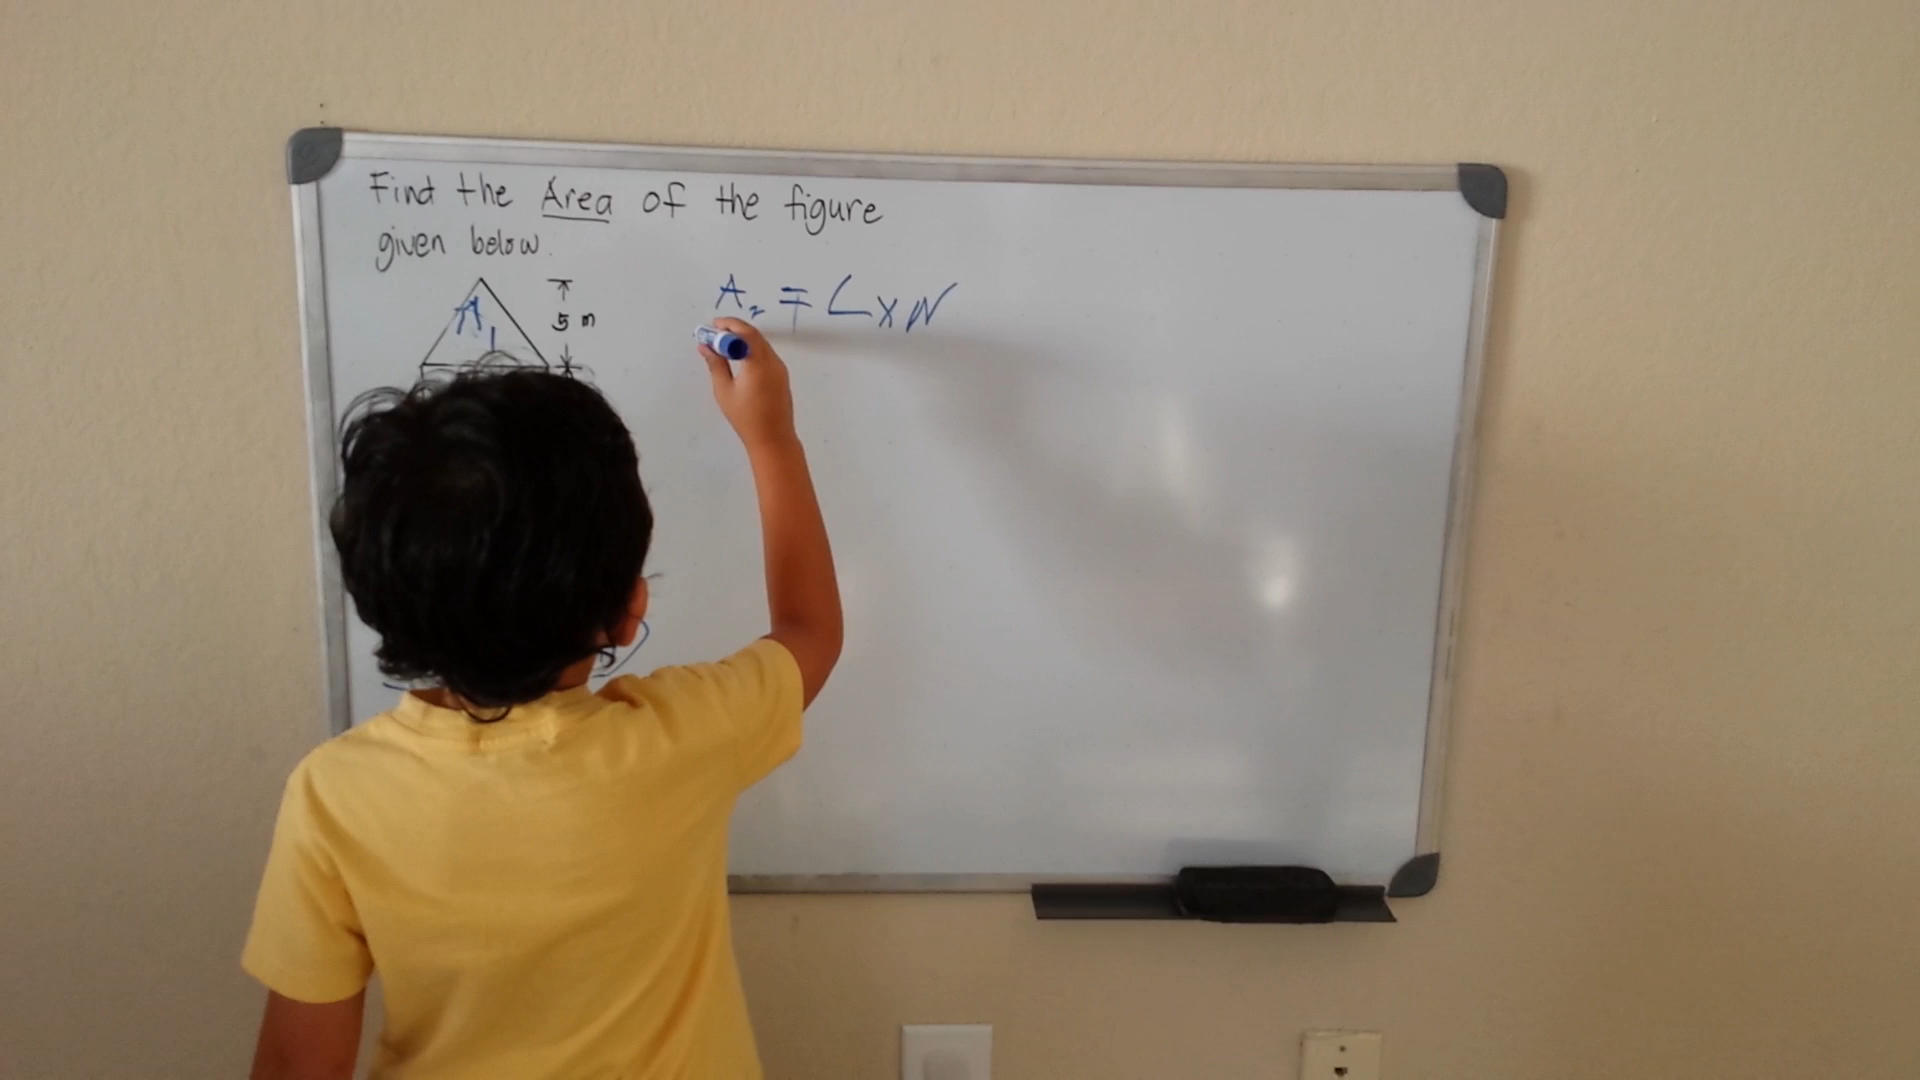 Find the Area of the figure
given below.
A1
5 m
A2 = L x W